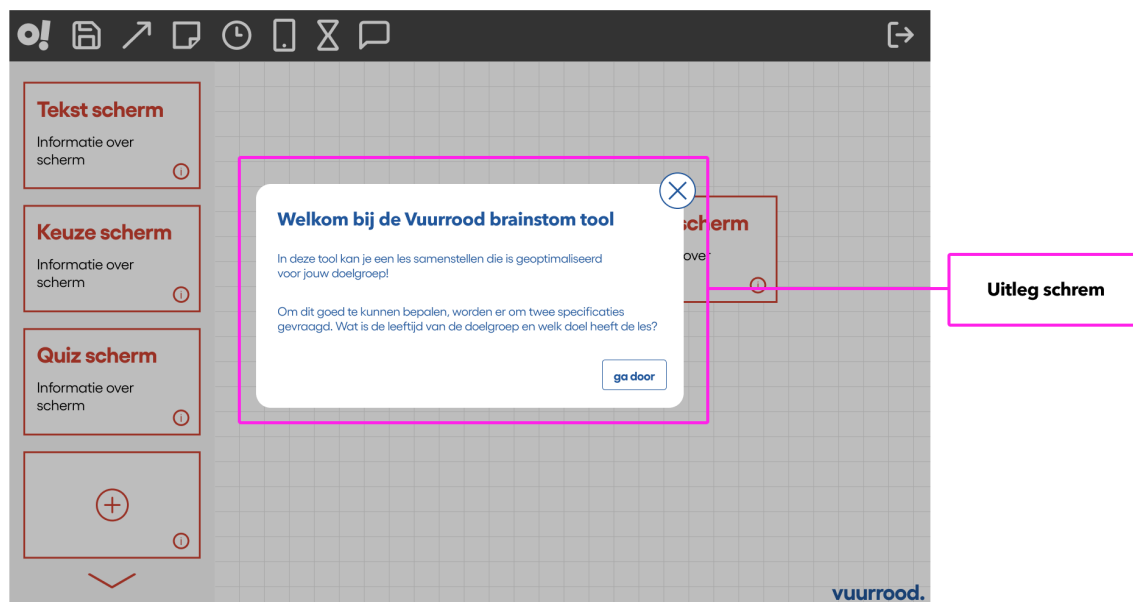 o!
Tekst scherm
Informatie over
scherm
Keuze scherm
Informatie over
scherm
Quiz scherm
Informatie over
scherm
Welkom bij de Vuurrood brainstom tool
In deze tool kan je een les samenstellen die is geoptimaliseerd
voor jouw doelgroep!
Om dit goed te kunnen bepalen, worden er om twee specificaties
gevraagd. Wat is de leeftijd van de doelgroep en welk doel heeft de les?
ga door
scherm
over
Uitleg schrem
vuurrood.